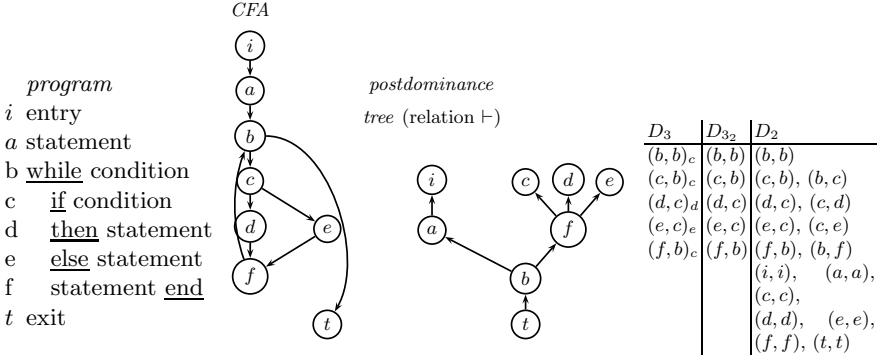 CFA
program
i entry
a statement
b while condition
c if condition
d then statement
e else statement
f statement end
t exit
i
a
b
c
d
e
f
t
postdominance
tree (relation ⊢)
i
c
d
e
a
f
b
t
D3 D32 D2
(b, b)c (b, b) (b, b)
(c, b)c (c, b) (c, b), (b, c)
(d, c)d (d, c) (d, c), (c, d)
(e, c)e (e, c) (e, c), (c, e)
(f, b)c (f, b) (f, b), (b, f)
(i, i), (a, a),
(c, c),
(d, d), (e, e),
(f, f), (t, t)